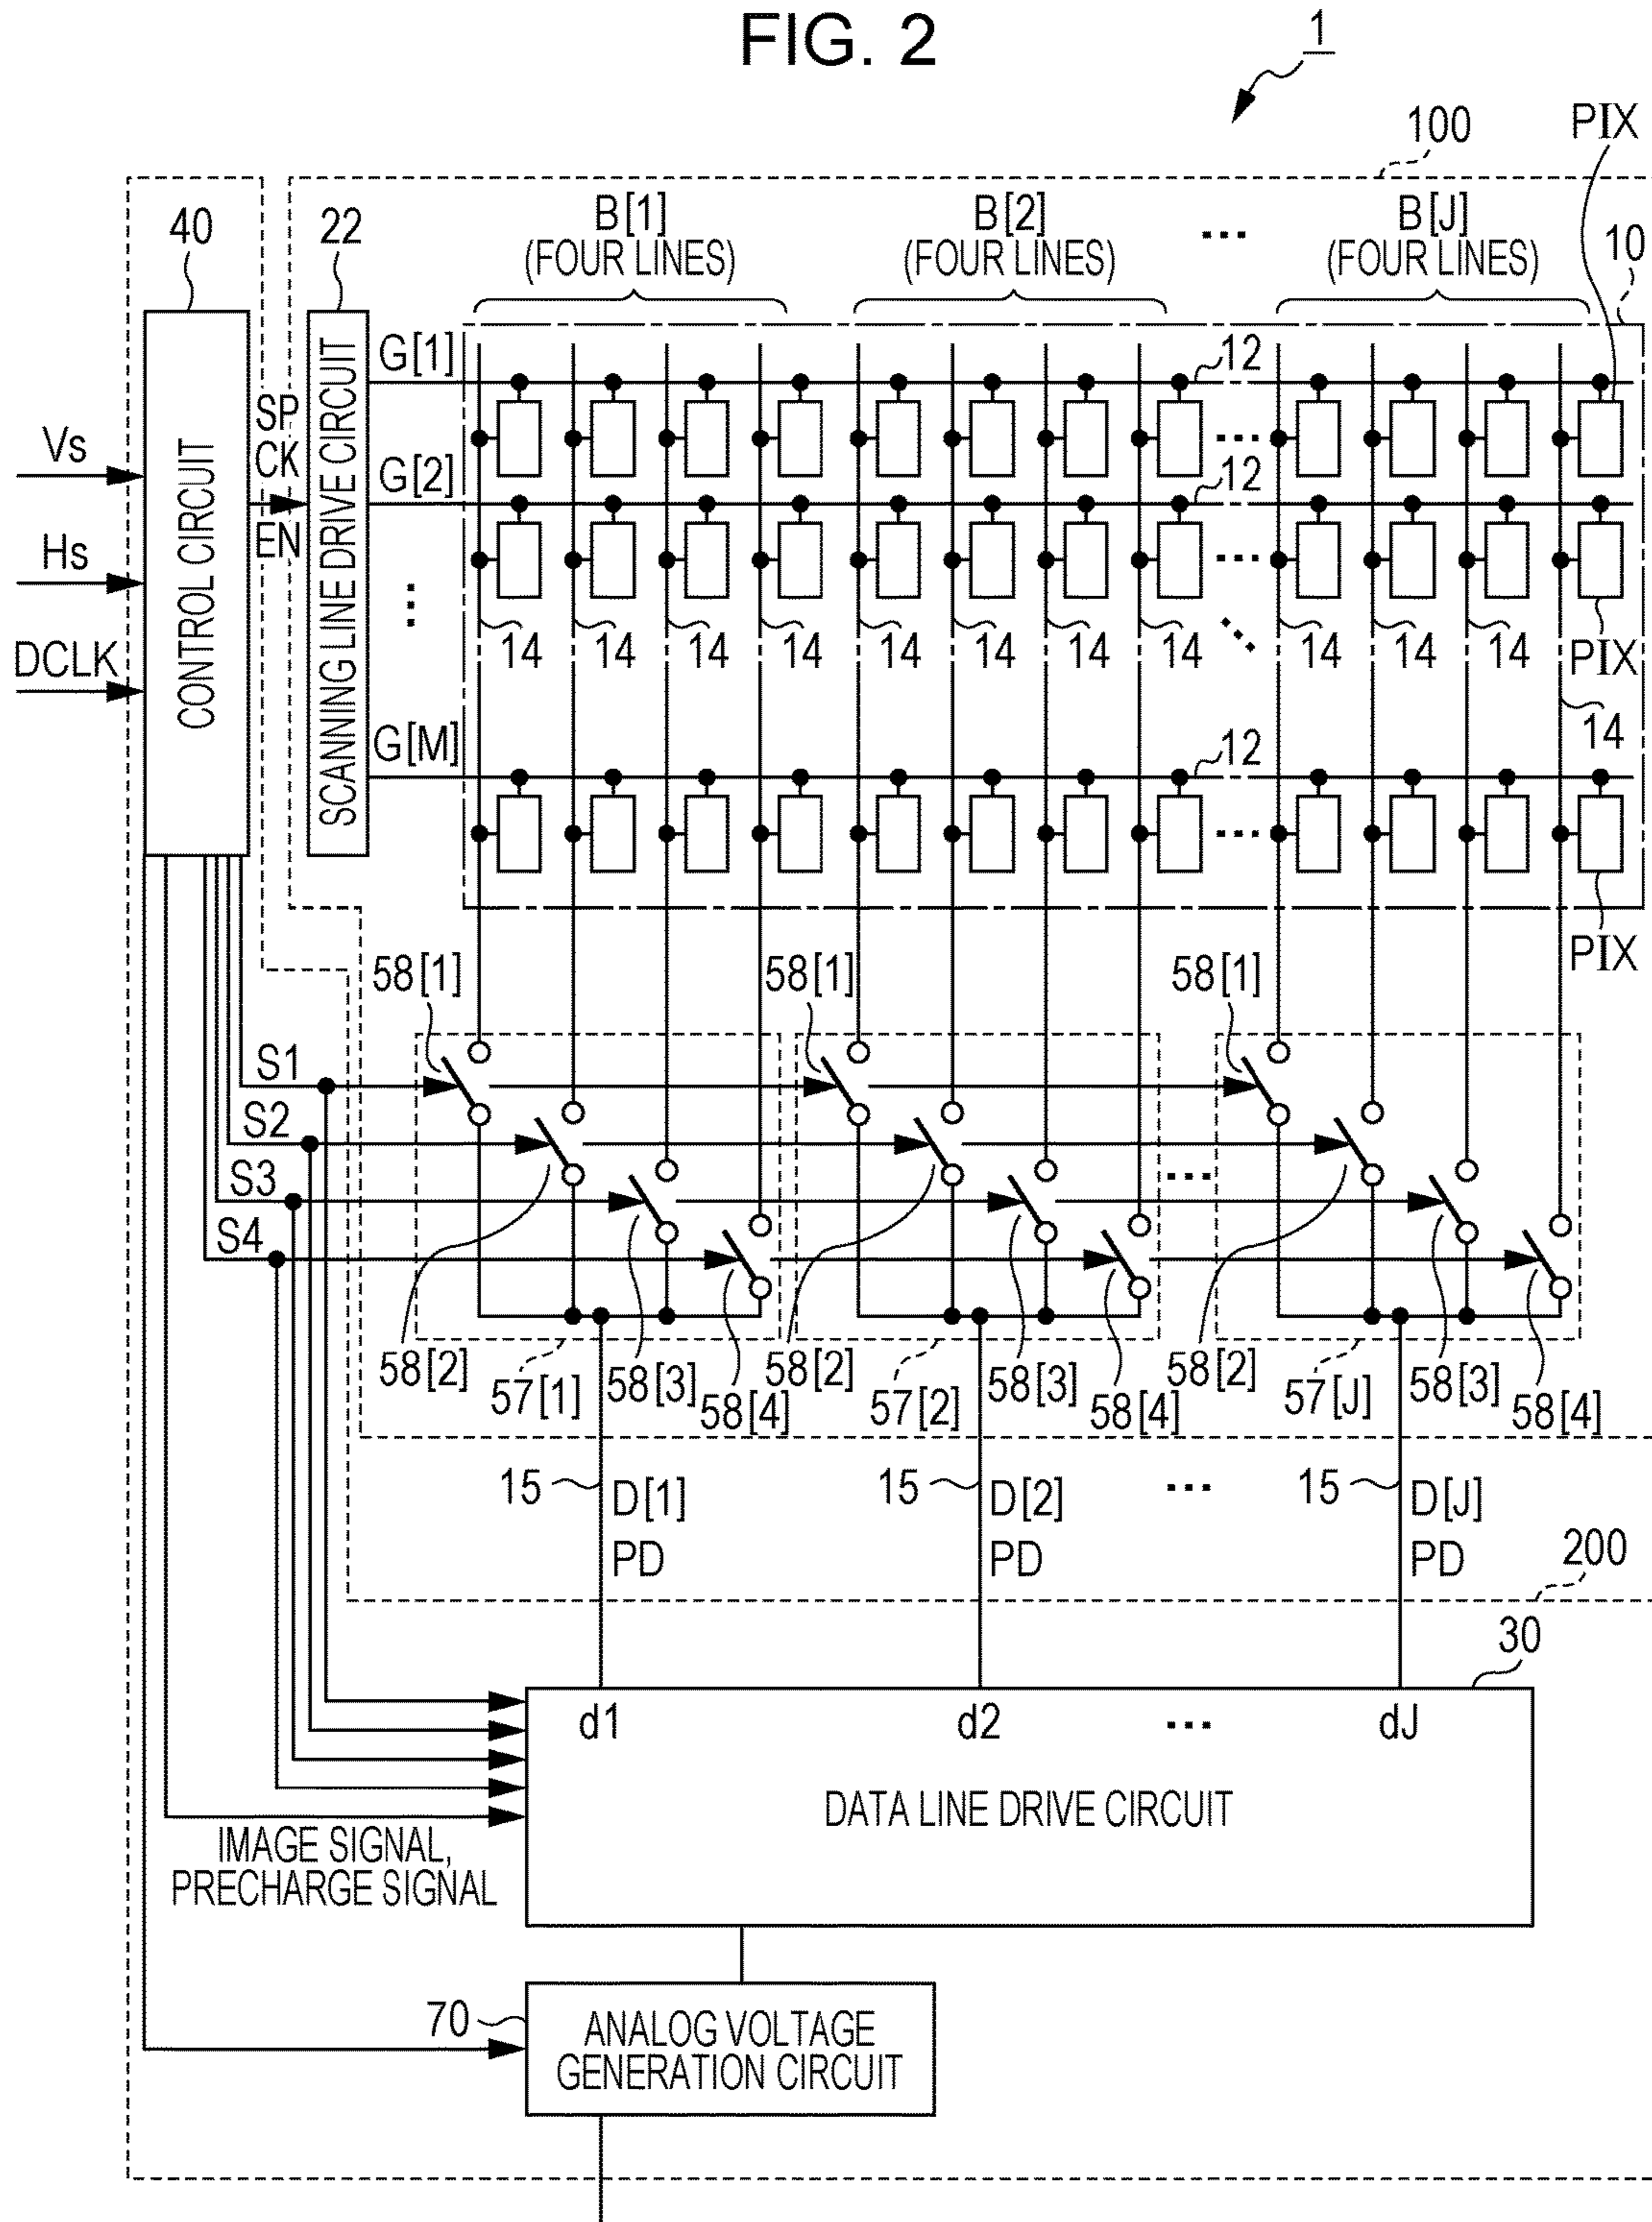 FIG. 2
1
100
PIX
40
22
B[1]
(FOUR LINES)
B[2]
(FOUR LINES)
...
B[J]
(FOUR LINES)
10
CONTROL CIRCUIT
SCANNING LINE DRIVE CIRCUIT
G[1]
12
SP
CK
EN
Vs
G[2]
12
Hs
...
...
...
DCLK
14 14 14 14 14 14 14 14 14 14 14
PIX
G[M]
12
14
...
PIX
58[1] 58[1] 58[1]
S1
S2
S3
...
S4
58[2] 57[1] 58[3] 58[4] 58[2] 57[2] 58[3] 58[4] 58[2] 57[J] 58[3] 58[4]
15 D[1] 15 D[2] ... 15 D[J]
PD PD PD
200
30
d1 d2 ... dJ
DATA LINE DRIVE CIRCUIT
IMAGE SIGNAL,
PRECHARGE SIGNAL
70
ANALOG VOLTAGE
GENERATION CIRCUIT